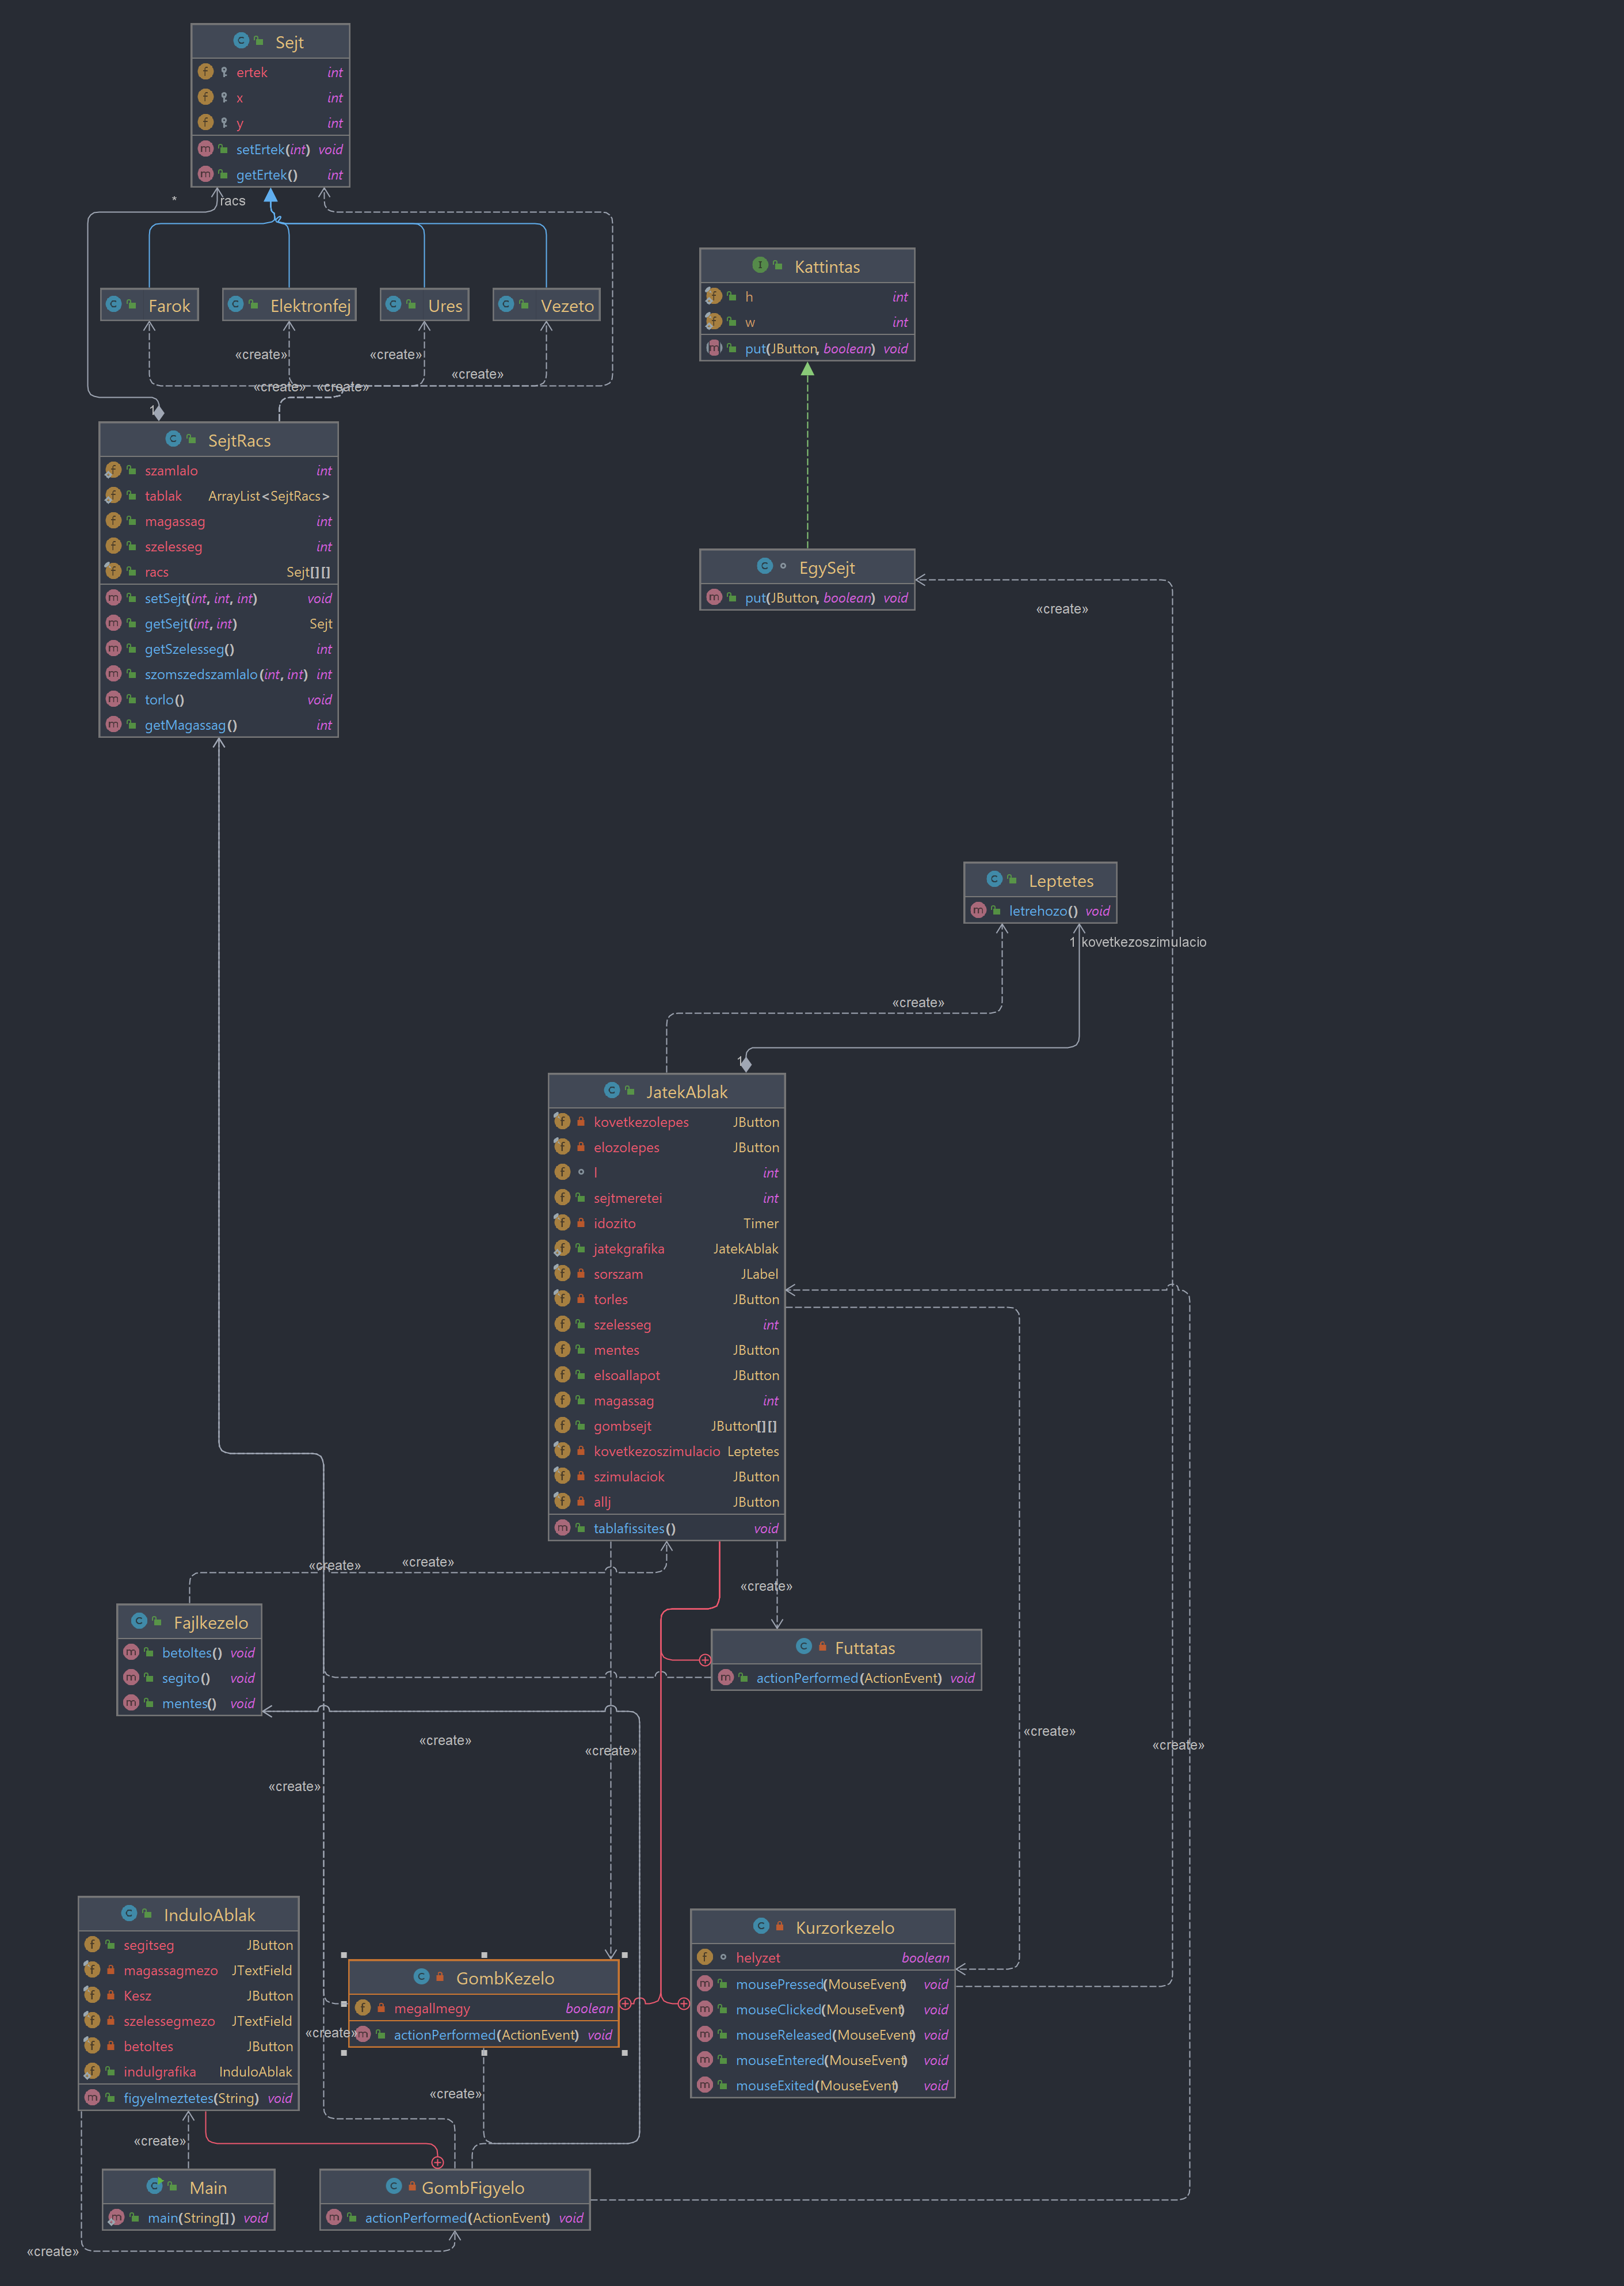 Sejt
ertek int
x int
y int
setErtek(int) void
getErtek() int
* racs
Farok Elektronfej Ures Vezeto
«create» «create»
«create»
«create» «create»
1
Kattintas
h int
w int
put(JButton, boolean) void
SejtRacs
szamlalo int
tablak ArrayList<SejtRacs>
magassag int
szelesseg int
racs Sejt[][]
setSejt(int, int, int) void
getSejt(int, int) Sejt
getSzelesseg() int
szomszedszamlalo(int, int) int
torlo() void
getMagassag() int
EgySejt
put(JButton, boolean) void
«create»
Leptetes
letrehozo() void
1 kovetkezoszimulacio
«create»
1
JatekAblak
kovetkezolepes JButton
elozolepes JButton
l int
sejtmeretei int
idozito Timer
jatekgrafika JatekAblak
sorszam JLabel
torles JButton
szelesseg int
mentes JButton
elsoallapot JButton
magassag int
gombsejt JButton[][]
kovetkezoszimulacio Leptetes
szimulaciok JButton
allj JButton
tablafissites() void
«create» «create»
«create»
Fajlkezelo
betoltes() void
segito() void
mentes() void
Futtatas
actionPerformed(ActionEvent) void
«create»
«create»
«create»
«create»
«create»
InduloAblak
segitseg JButton
magassagmezo JTextField
Kesz JButton
szelessegmezo JTextField
betoltes JButton
indulgrafika InduloAblak
figyelmeztetes(String) void
GombKezelo
megallmegy boolean
actionPerformed(ActionEvent) void
«create»
Kurzorkezelo
helyzet boolean
mousePressed(MouseEvent) void
mouseClicked(MouseEvent) void
mouseReleased(MouseEvent) void
mouseEntered(MouseEvent) void
mouseExited(MouseEvent) void
«create»
«create»
Main
main(String[]) void
GombFigyelo
actionPerformed(ActionEvent) void
«create»